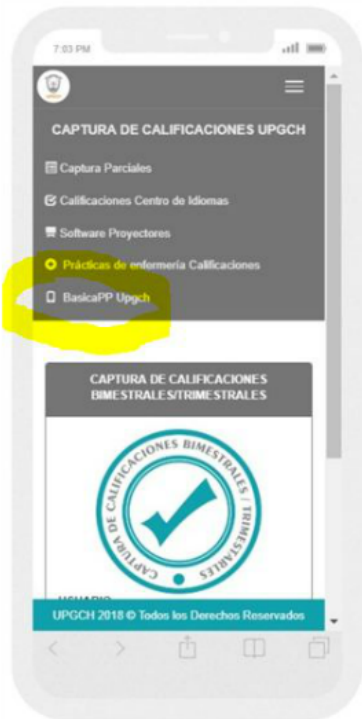 7:03 PM
CAPTURA DE CALIFICACIONES UPGCH
Captura Parciales
Calificaciones Centro de Idiomas
Software Proyectores
Prácticas de enfermería Calificaciones
BasicaPP Upgch
CAPTURA DE CALIFICACIONES
BIMESTRALES/TRIMESTRALES
CAPTURA DE CALIFICACIONES BIMESTRALES / TRIMESTRALES
USUARIO
UPGCH 2018 © Todos los Derechos Reservados